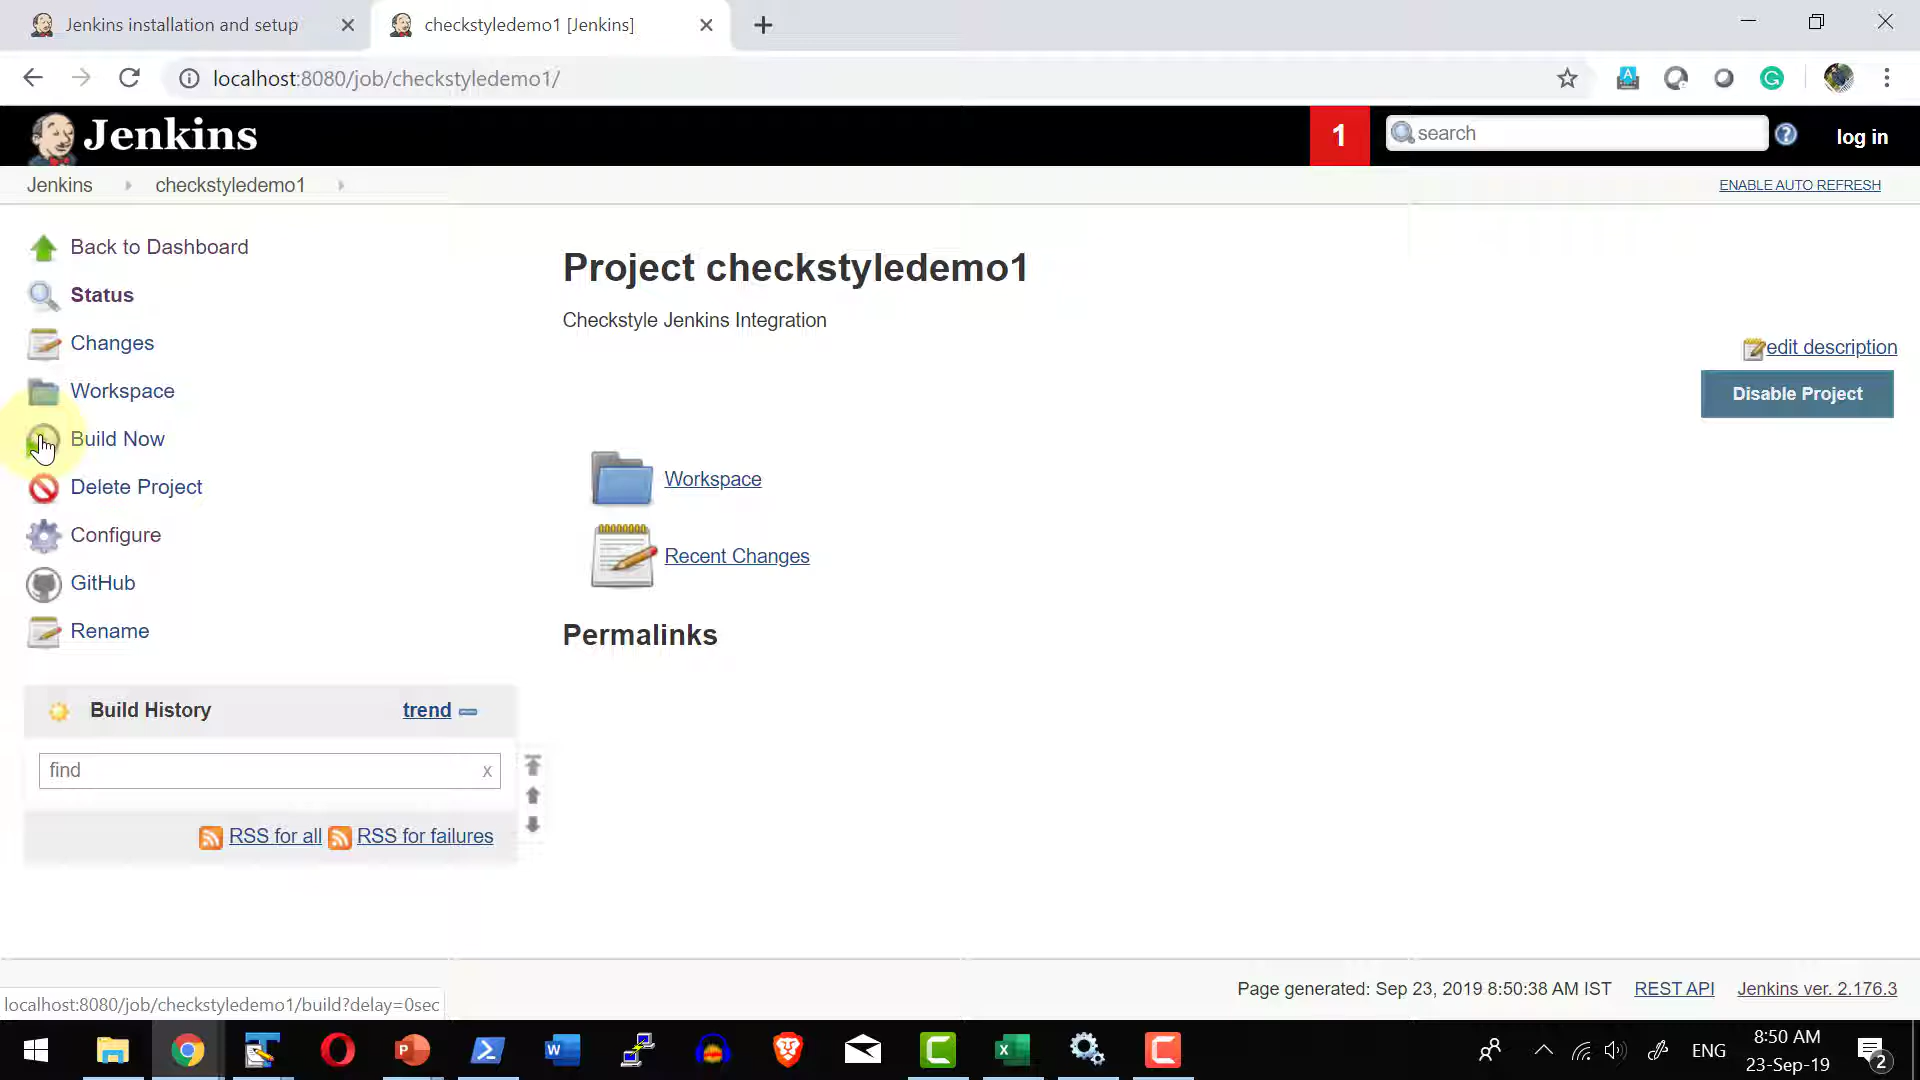 Jenkins installation and setup
checkstyledemo1 [Jenkins]
localhost:8080/job/checkstyledemo1/
Jenkins
1
search
log in
Jenkins
checkstyledemo1
ENABLE AUTO REFRESH
Back to Dashboard
Status
Changes
Workspace
Build Now
Delete Project
Configure
GitHub
Rename
Project checkstyledemo1
Checkstyle Jenkins Integration
edit description
Disable Project
Workspace
Recent Changes
Permalinks
Build History
trend
find
x
RSS for all
RSS for failures
Page generated: Sep 23, 2019 8:50:38 AM IST
REST API
Jenkins ver. 2.176.3
localhost:8080/job/checkstyledemo1/build?delay=0sec
ENG
8:50 AM
23-Sep-19
2